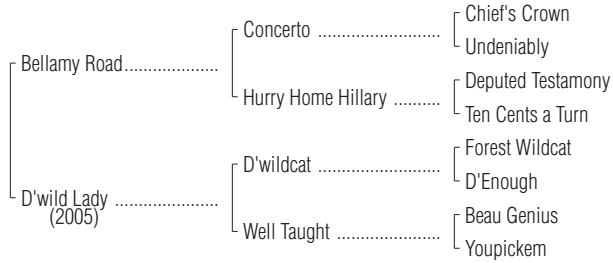 Chief's Crown
Concerto ..............................
Undeniably
Bellamy Road.....................
Deputed Testamony
Hurry Home Hillary ...........
Ten Cents a Turn
Forest Wildcat
D'wildcat ...........................
D'Enough
D'wild Lady .......................
(2005)
Beau Genius
Well Taught ........................
Youpickem